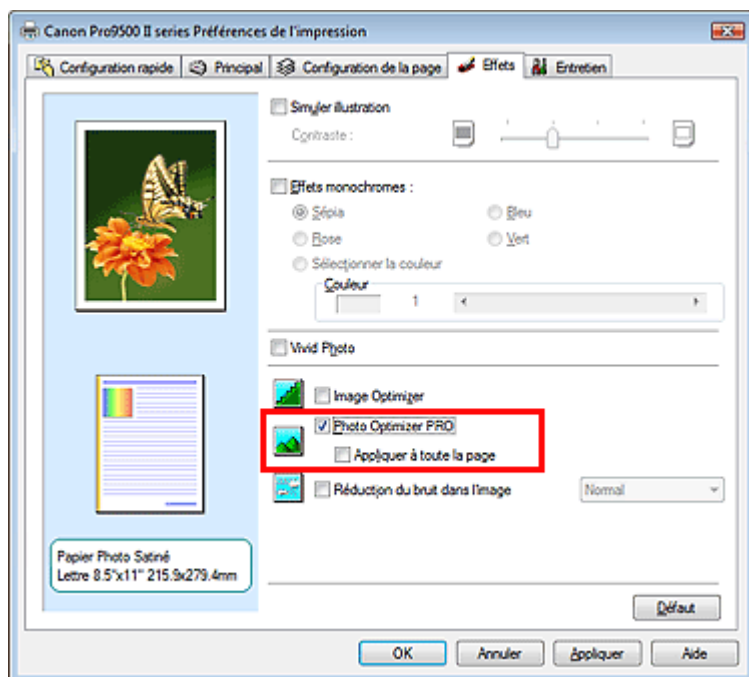 Canon Pro9500 II series Préférences de l'impression
Configuration rapide Principal Configuration de la page Effets Entretien
Simuler illustration
Contraste :
Effets monochromes :
Sépia Bleu
Rose Vert
Sélectionner la couleur
Couleur
1
Vivid Photo
Image Optimizer
Photo Optimizer PRO
Appliquer à toute la page
Réduction du bruit dans l'image Normal
Papier Photo Satiné
Lettre 8.5"x11" 215.9x279.4mm
Défaut
OK Annuler Appliquer Aide